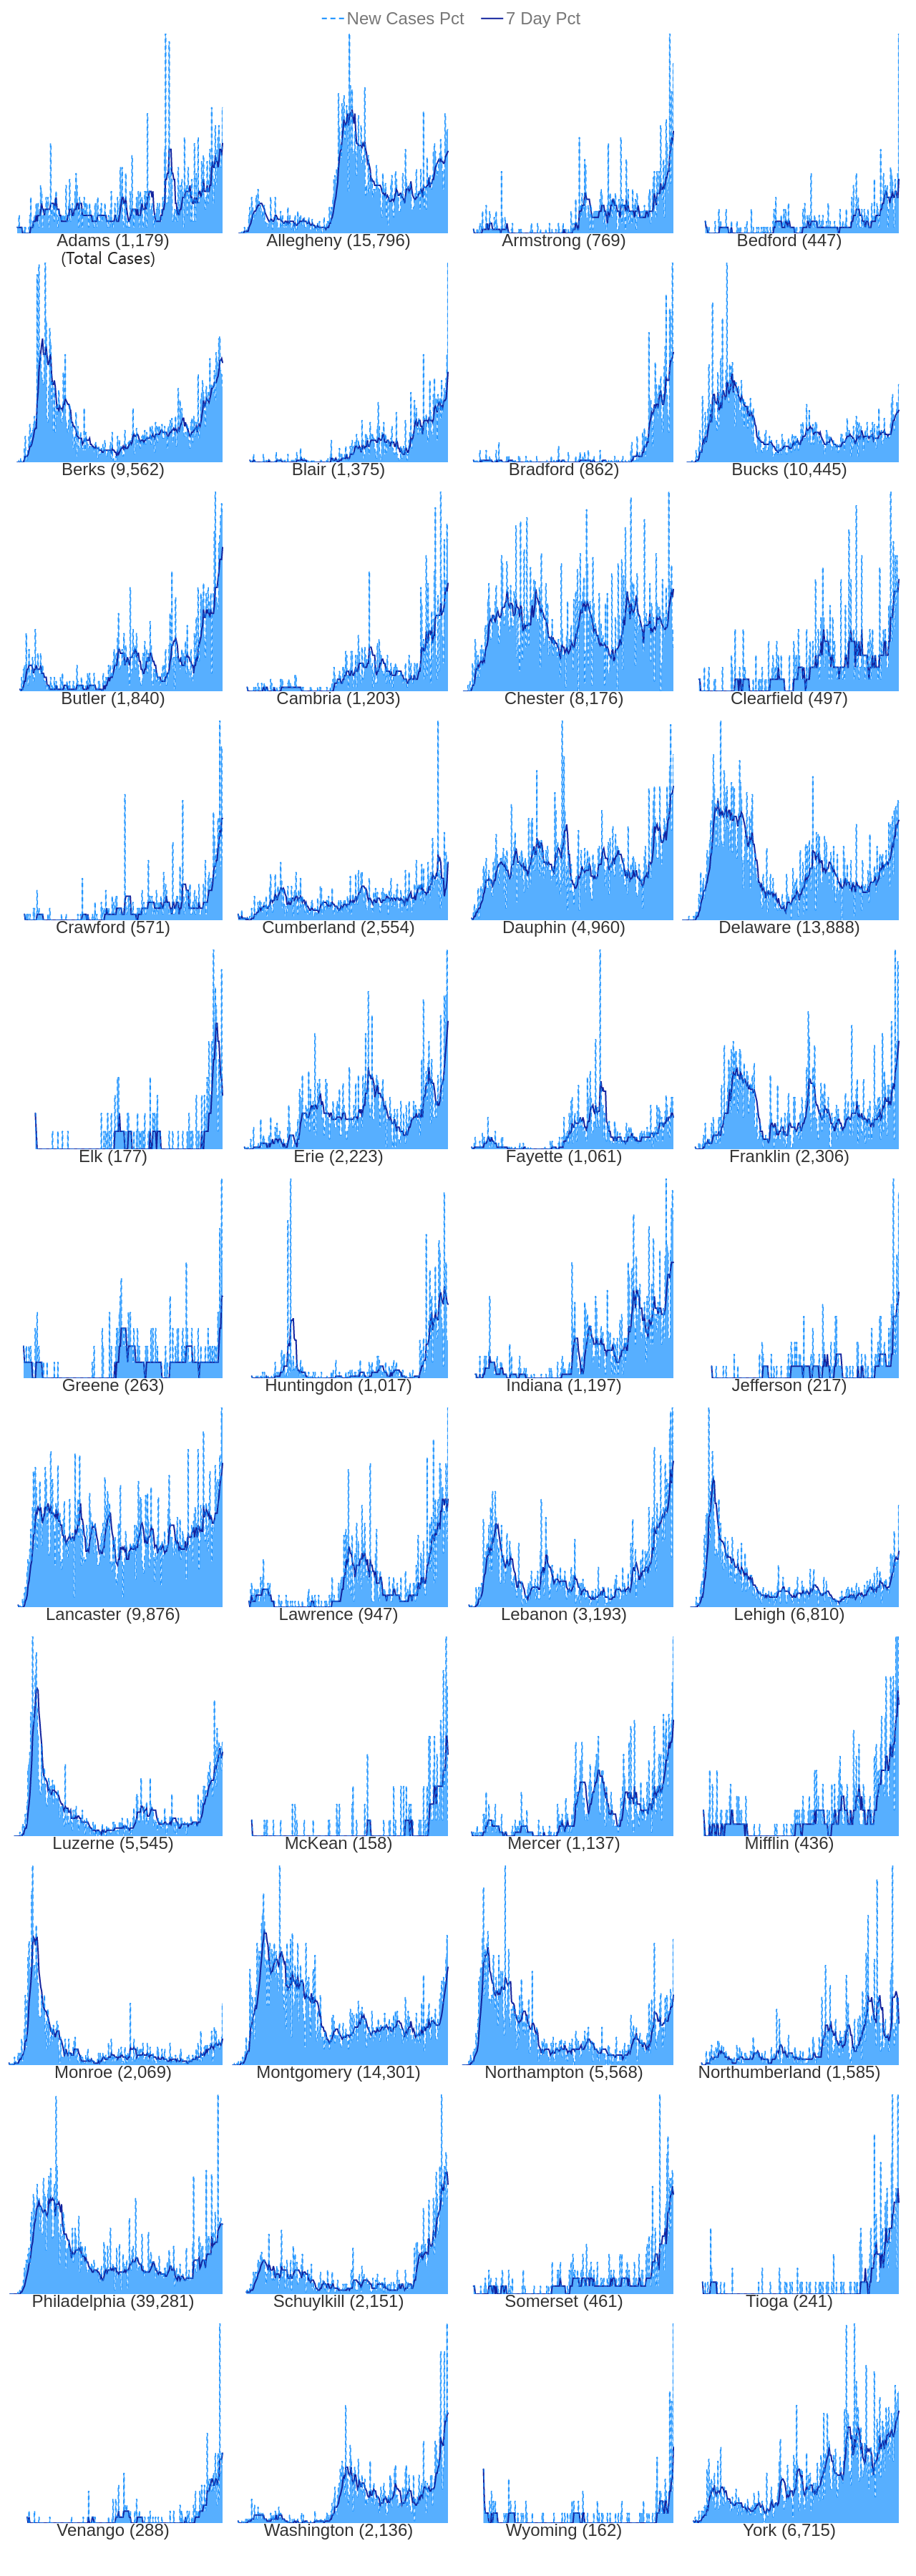 New Cases Pct 7 Day Pct
Adams (1,179) Allegheny (15,796) Armstrong (769) Bedford (447)
(Total Cases)
Berks (9,562) Blair (1,375) Bradford (862) Bucks (10,445)
Butler (1,840) Cambria (1,203) Chester (8,176) Clearfield (497)
Crawford (571) Cumberland (2,554) Dauphin (4,960) Delaware (13,888)
Elk (177) Erie (2,223) Fayette (1,061) Franklin (2,306)
Greene (263) Huntingdon (1,017) Indiana (1,197) Jefferson (217)
Lancaster (9,876) Lawrence (947) Lebanon (3,193) Lehigh (6,810)
Luzerne (5,545) McKean (158) Mercer (1,137) Mifflin (436)
Monroe (2,069) Montgomery (14,301) Northampton (5,568) Northumberland (1,585)
Philadelphia (39,281) Schuylkill (2,151) Somerset (461) Tioga (241)
Venango (288) Washington (2,136) Wyoming (162) York (6,715)